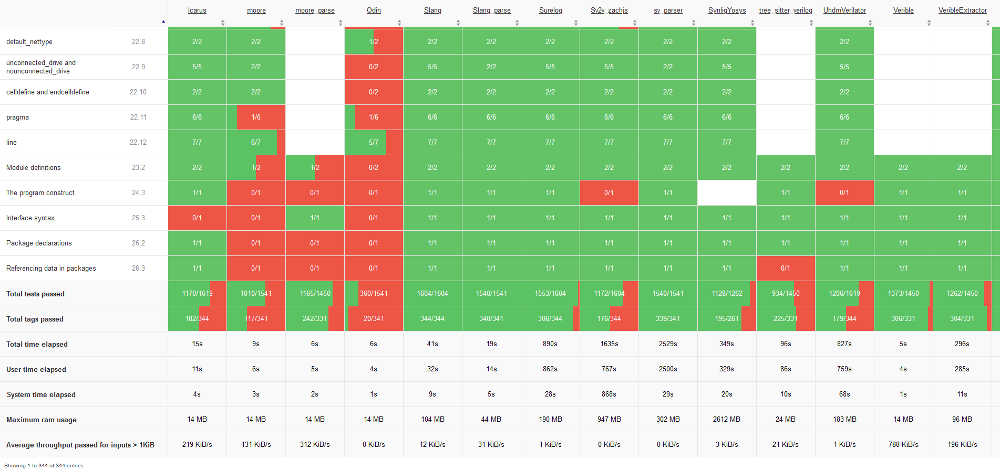 Icarus moore moore_parse Odin Slang Slang_parse Surelog Sv2v_zachjs sv_parser SynligYosys tree_sitter_verilog UhdmVerilator Verible VeribleExtractor
default_nettype 22.8 2/2 2/2 1/2 2/2 2/2 2/2 2/2 2/2 2/2 2/2
unconnected_drive and
nounconnected_drive 22.9 5/5 2/2 0/2 5/5 2/2 5/5 5/5 2/2 5/5 5/5
celldefine and endcelldefine 22.10 2/2 2/2 0/2 2/2 2/2 2/2 2/2 2/2 2/2 2/2
pragma 22.11 6/6 1/6 1/6 6/6 6/6 6/6 6/6 6/6 6/6 6/6
line 22.12 7/7 6/7 5/7 7/7 7/7 7/7 7/7 7/7 7/7 7/7
Module definitions 23.2 2/2 1/2 1/2 0/2 2/2 2/2 2/2 2/2 2/2 2/2 2/2 2/2 2/2 2/2
The program construct 24.3 1/1 0/1 0/1 0/1 1/1 1/1 1/1 0/1 1/1 1/1 0/1 1/1 1/1
Interface syntax 25.3 0/1 0/1 1/1 0/1 1/1 1/1 1/1 1/1 1/1 1/1 1/1 1/1 1/1 1/1
Package declarations 26.2 1/1 0/1 0/1 0/1 1/1 1/1 1/1 1/1 1/1 1/1 1/1 1/1 1/1 1/1
Referencing data in packages 26.3 1/1 0/1 0/1 0/1 1/1 1/1 1/1 1/1 1/1 1/1 0/1 1/1 1/1 1/1
Total tests passed 1170/1619 1010/1541 1165/1450 360/1541 1604/1604 1540/1541 1553/1604 1172/1604 1540/1541 1128/1262 934/1450 1206/1619 1373/1450 1262/1450
Total tags passed 182/344 117/341 242/331 20/341 344/344 340/341 306/344 176/344 339/341 195/261 225/331 179/344 306/331 304/331
Total time elapsed 15s 9s 6s 6s 41s 19s 890s 1635s 2529s 349s 96s 827s 5s 296s
User time elapsed 11s 6s 5s 4s 32s 14s 862s 767s 2500s 329s 86s 759s 4s 285s
System time elapsed 4s 3s 2s 1s 9s 5s 28s 868s 29s 20s 10s 68s 1s 11s
Maximum ram usage 14 MB 14 MB 14 MB 14 MB 104 MB 44 MB 190 MB 947 MB 302 MB 2612 MB 24 MB 183 MB 14 MB 96 MB
Average throughput passed for inputs > 1KiB 219 KiB/s 131 KiB/s 312 KiB/s 0 KiB/s 12 KiB/s 31 KiB/s 1 KiB/s 0 KiB/s 0 KiB/s 3 KiB/s 21 KiB/s 1 KiB/s 788 KiB/s 196 KiB/s
Showing 1 to 344 of 344 entries